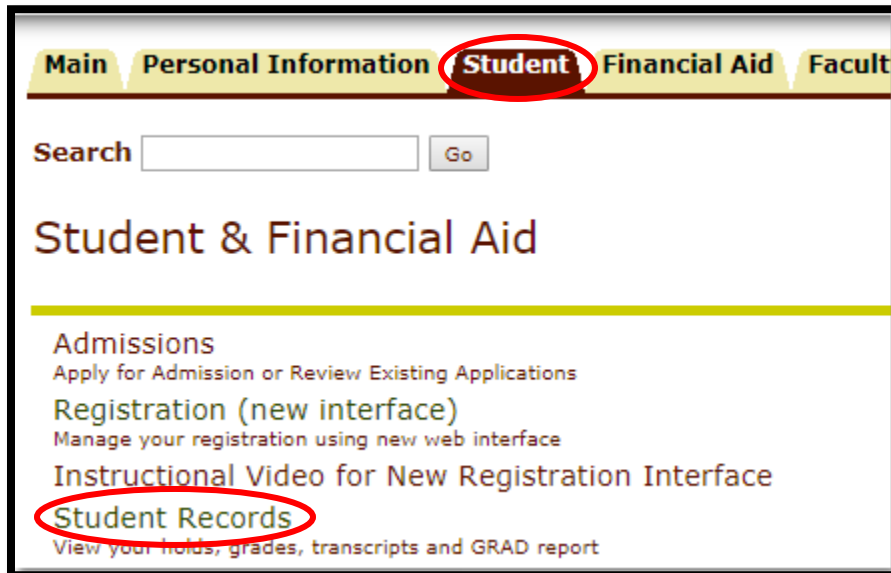 Main Personal Information Student Financial Aid Facult
Search Go
Student & Financial Aid
Admissions
Apply for Admission or Review Existing Applications
Registration (new interface)
Manage your registration using new web interface
Instructional Video for New Registration Interface
Student Records
View your holds, grades, transcripts and GRAD report